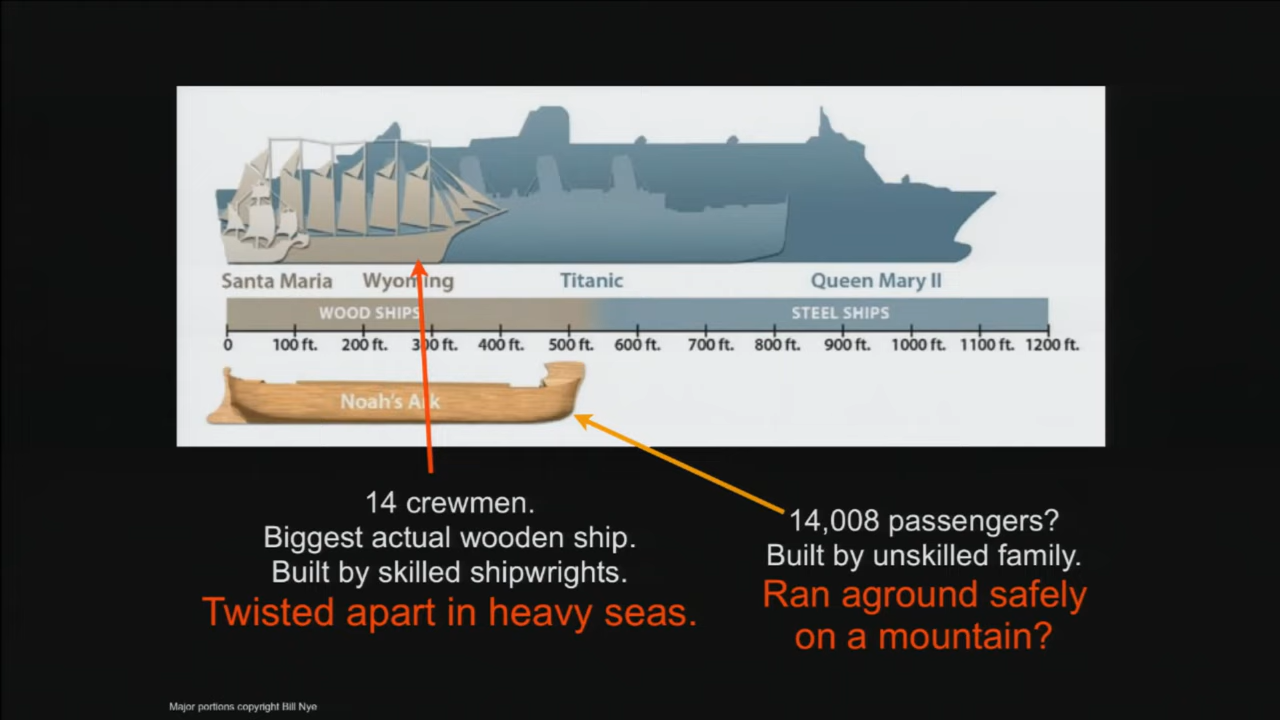 Santa Maria Wyoming Titanic Queen Mary II
WOOD SHIPS STEEL SHIPS
0 100 ft. 200 ft. 300 ft. 400 ft. 500 ft. 600 ft. 700 ft. 800 ft. 900 ft. 1000 ft. 1100 ft. 1200 ft.
Noah's Ark
14 crewmen.
Biggest actual wooden ship.
Built by skilled shipwrights.
Twisted apart in heavy seas.
14,008 passengers?
Built by unskilled family.
Ran aground safely
on a mountain?
Major portions copyright Bill Nye